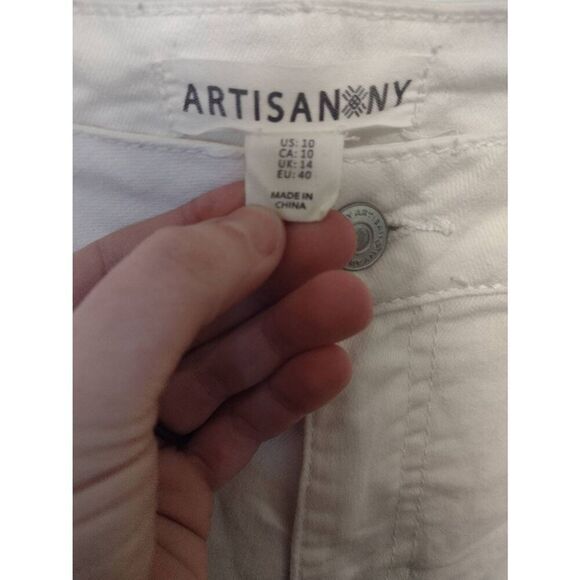 ARTISAN NY
US: 10
CA: 10
UK: 14
EU: 40
MADE IN
CHINA